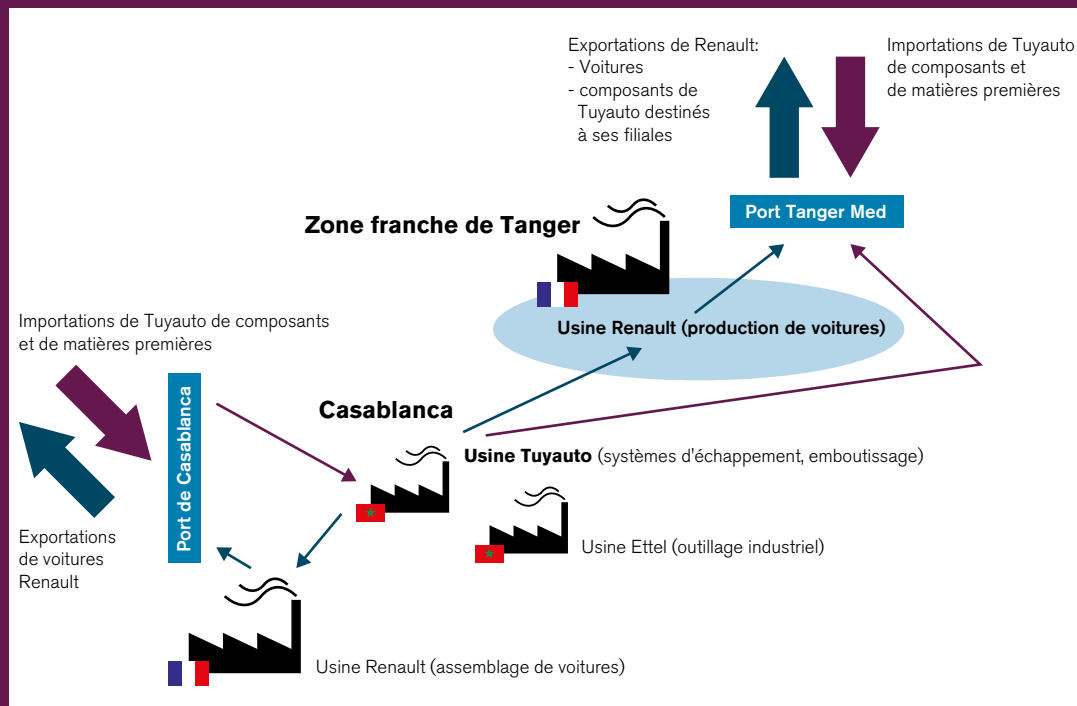 Exportations de Renault:
- Voitures
- composants de
Tuyauto destinés
à ses filiales
Importations de Tuyauto
de composants et
de matières premières
Port Tanger Med
Zone franche de Tanger
Usine Renault (production de voitures)
Importations de Tuyauto de composants
et de matières premières
Port de Casablanca
Casablanca
Usine Tuyauto (systèmes d'échappement, emboutissage)
Usine Ettel (outillage industriel)
Exportations
de voitures
Renault
Usine Renault (assemblage de voitures)